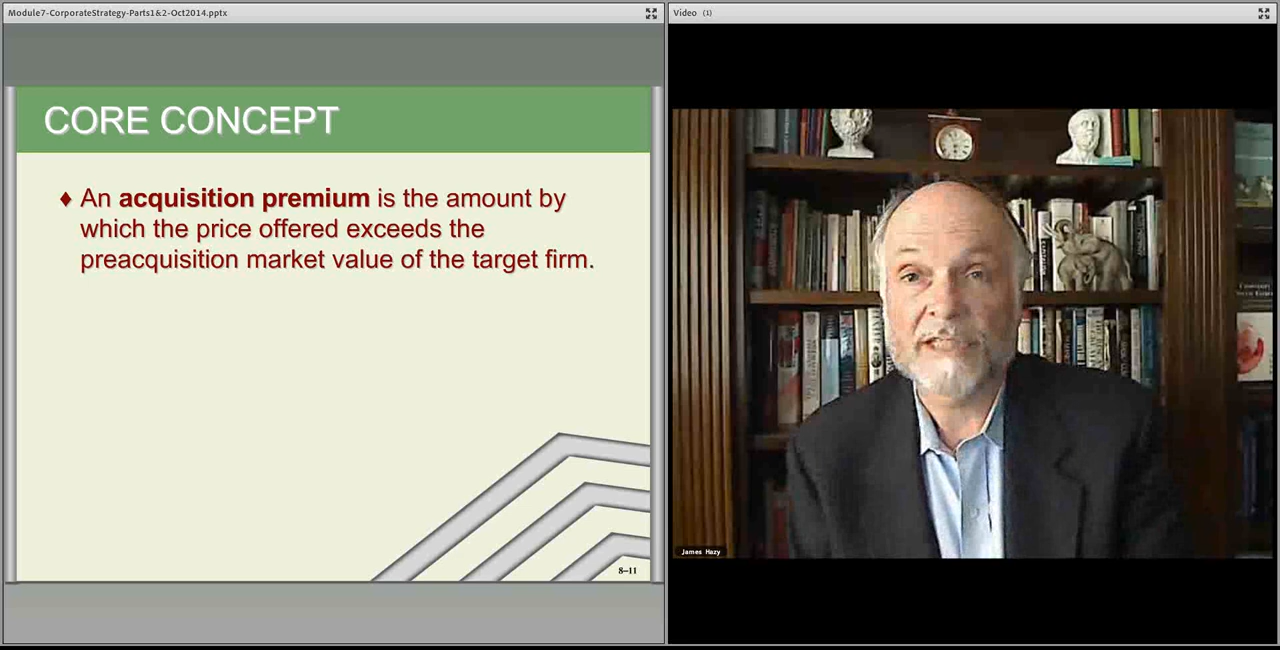 Module7-CorporateStrategy-Parts1&2-Oct2014.pptx
Video (1)
CORE CONCEPT
♦ An acquisition premium is the amount by
which the price offered exceeds the
preacquisition market value of the target firm.
8–11
James Hazy